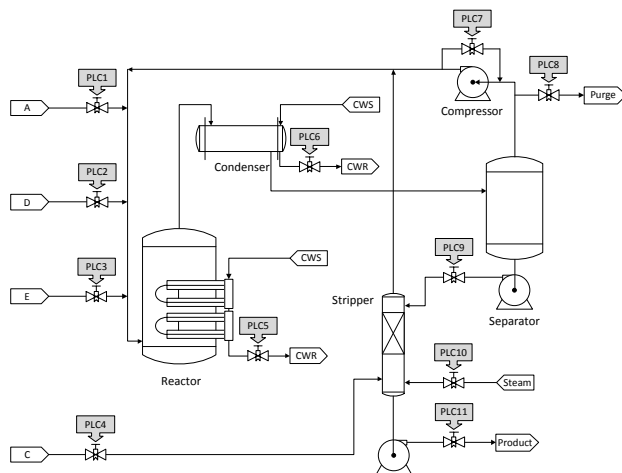 PLC7
PLC1
PLC8
A
CWS
Compressor
Purge
PLC6
Condenser
CWR
PLC2
D
PLC3
E
CWS
PLC9
Stripper
Separator
PLC5
CWR
Reactor
PLC10
Steam
PLC4
C
PLC11
Product